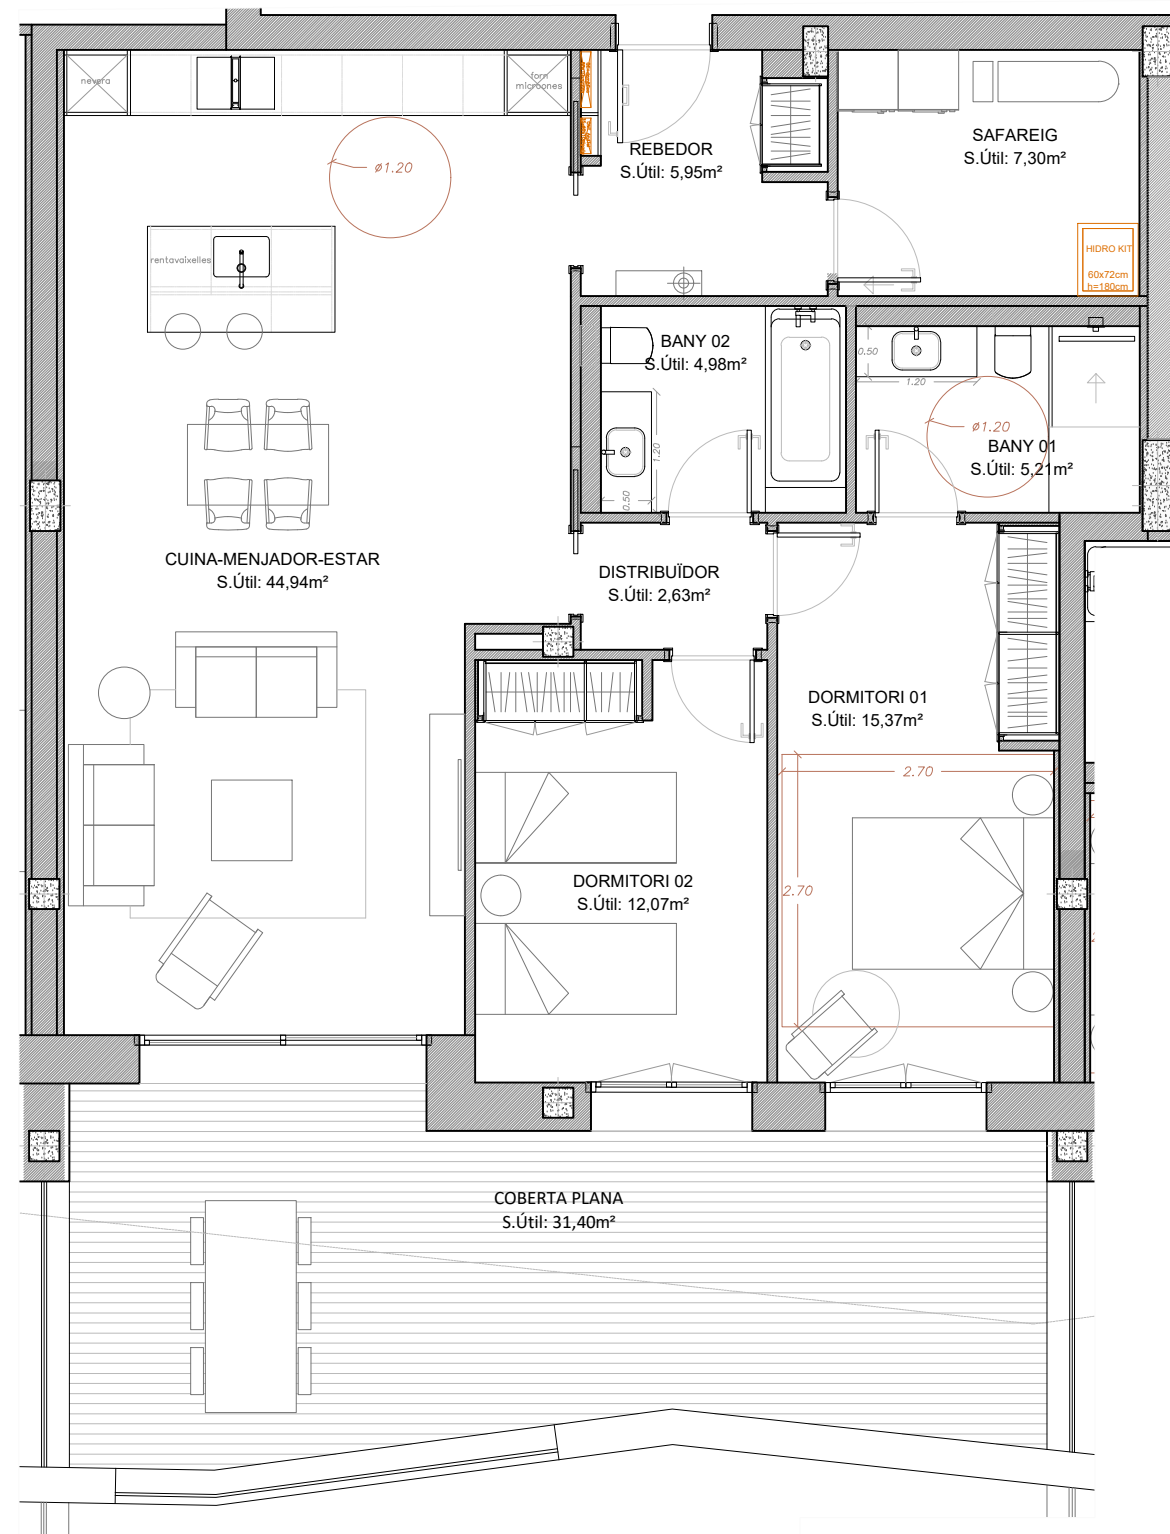 nevera
forn
microones
ø1.20
REBEDOR
S.Útil: 5,95m²
SAFAREIG
S.Útil: 7,30m²
rentavaixelles
HIDRO KIT
60x72cm
h=180cm
BANY 02
S.Útil: 4,98m²
0.50
1.20
1.20
0.50
ø1.20
BANY 01
S.Útil: 5,21m²
CUINA-MENJADOR-ESTAR
S.Útil: 44,94m²
DISTRIBUÏDOR
S.Útil: 2,63m²
DORMITORI 01
S.Útil: 15,37m²
2.70
2.70
DORMITORI 02
S.Útil: 12,07m²
COBERTA PLANA
S.Útil: 31,40m²